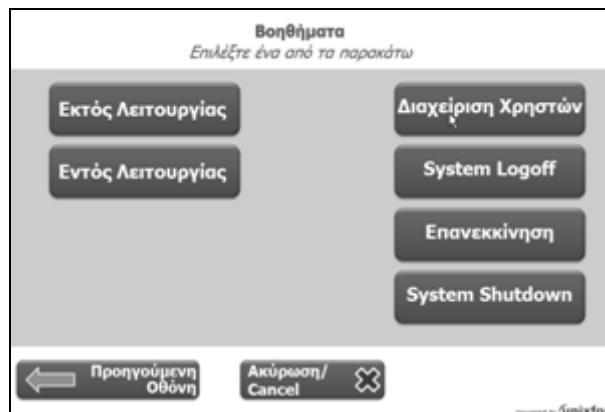 Βοηθήματα
Επιλέξτε ένα από τα παρακάτω
Εκτός Λειτουργίας
Διαχείριση Χρηστών
Εντός Λειτουργίας
System Logoff
Επανεκκίνηση
System Shutdown
Προηγούμενη
Οθόνη
Ακύρωση/
Cancel